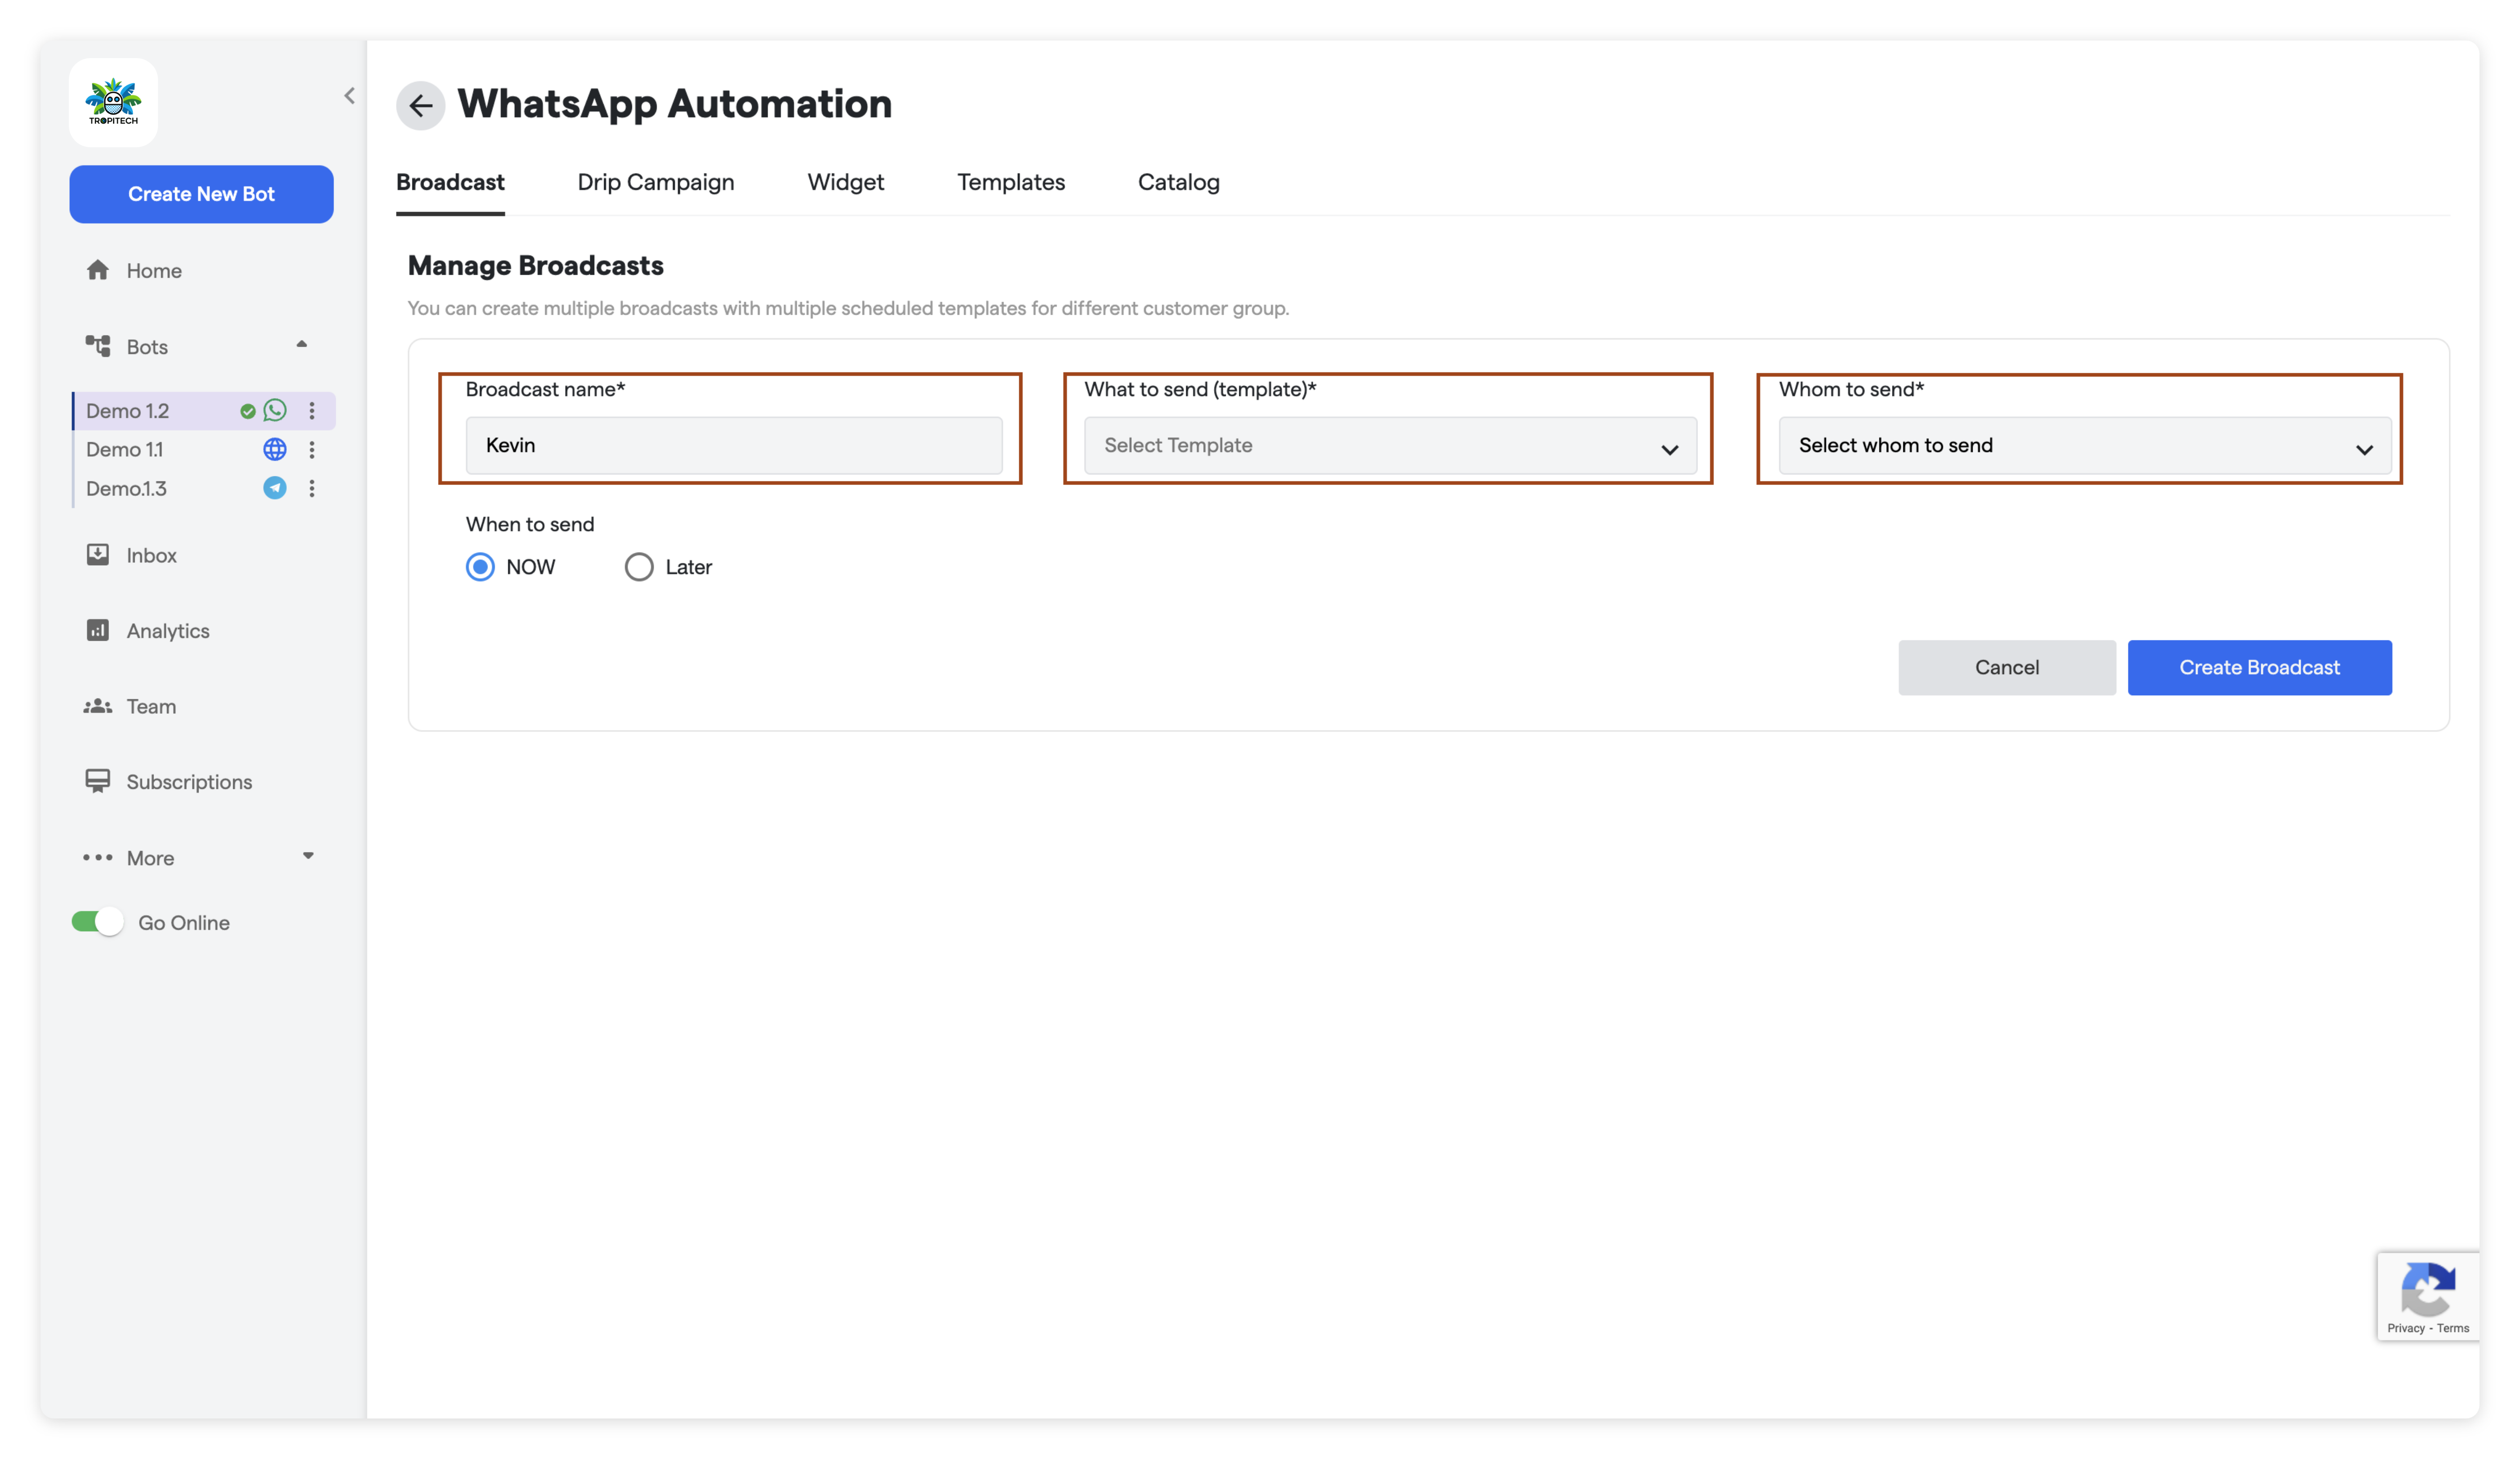 TROPITECH
Create New Bot
Home
Bots
Demo 1.2
Demo 1.1
Demo.1.3
Inbox
Analytics
Team
Subscriptions
More
Go Online
WhatsApp Automation
Broadcast Drip Campaign Widget Templates Catalog
Manage Broadcasts
You can create multiple broadcasts with multiple scheduled templates for different customer group.
Broadcast name* What to send (template)* Whom to send*
Kevin Select Template Select whom to send
When to send
NOW Later
Cancel Create Broadcast
Privacy - Terms